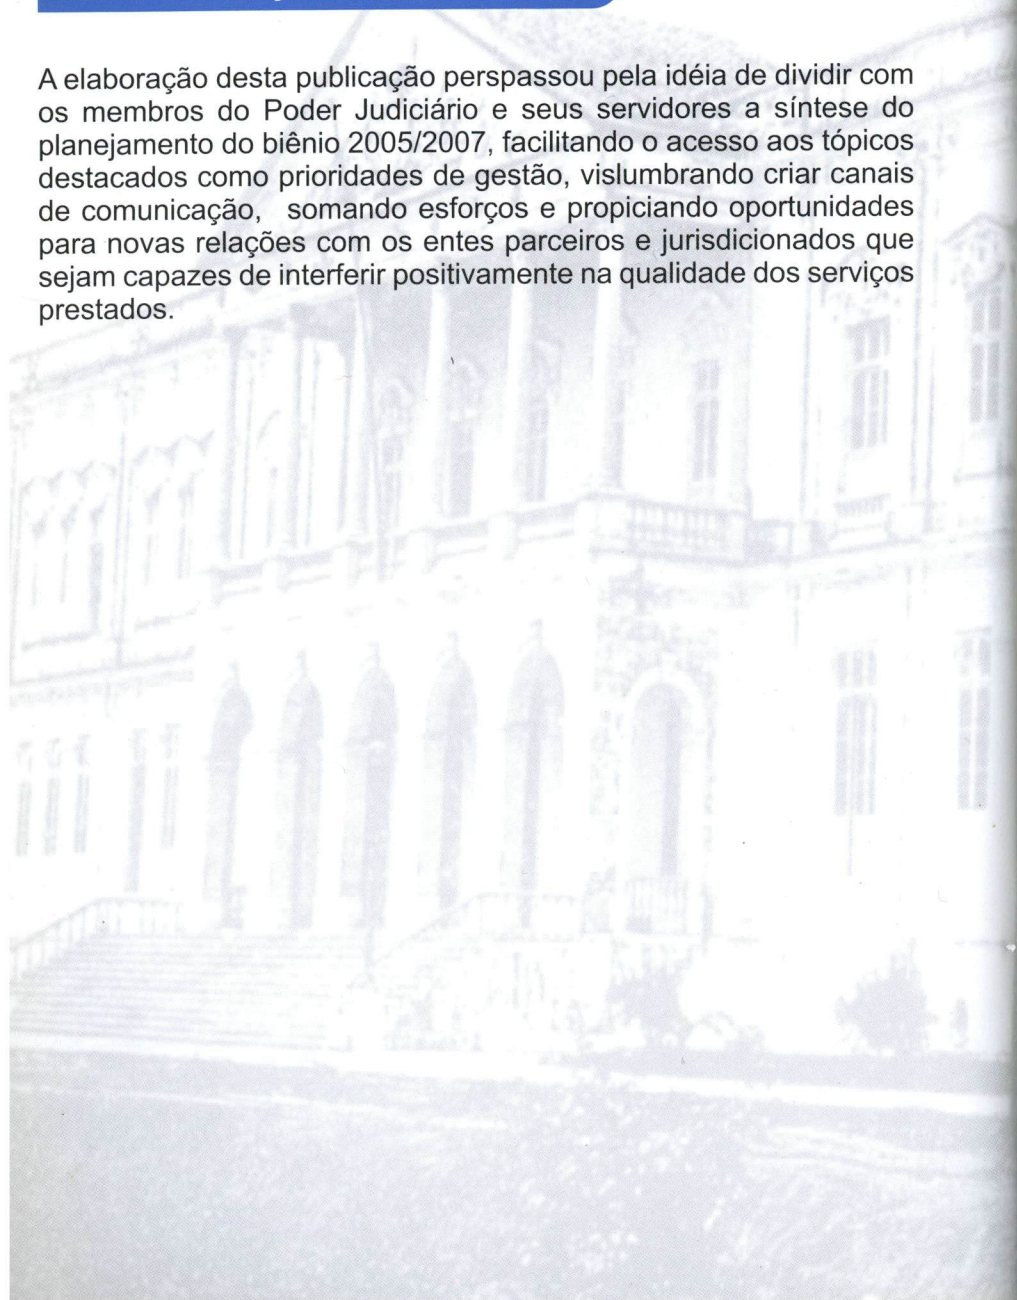 A elaboração desta publicação perspassou pela idéia de dividir com
os membros do Poder Judiciário e seus servidores a síntese do
planejamento do biênio 2005/2007, facilitando o acesso aos tópicos
destacados como prioridades de gestão, vislumbrando criar canais
de comunicação, somando esforços e propiciando oportunidades
para novas relações com os entes parceiros e jurisdicionados que
sejam capazes de interferir positivamente na qualidade dos serviços
prestados.